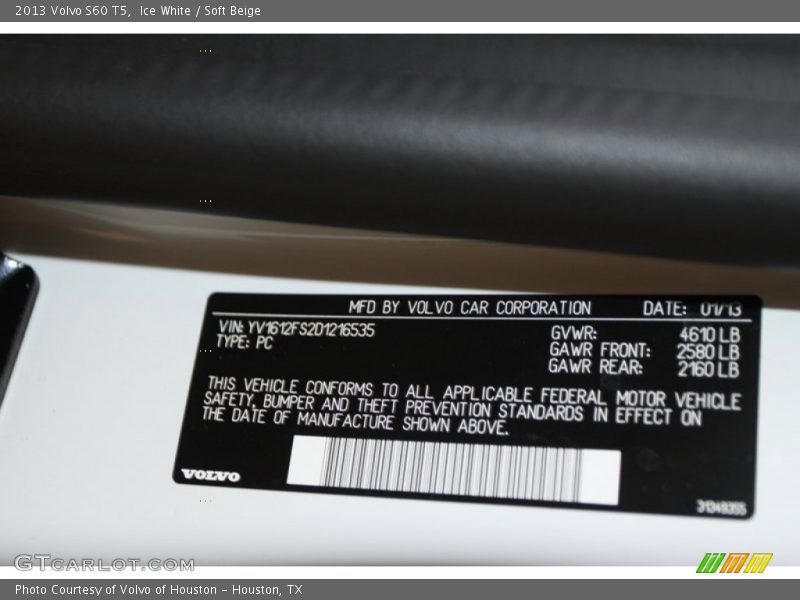 2013 Volvo S60 T5, Ice White / Soft Beige
MFD BY VOLVO CAR CORPORATION DATE: 01/13
VIN: YV1612FS2D1216535 GVWR: 4610 LB
TYPE: PC GAWR FRONT: 2580 LB
GAWR REAR: 2160 LB
THIS VEHICLE CONFORMS TO ALL APPLICABLE FEDERAL MOTOR VEHICLE
SAFETY, BUMPER AND THEFT PREVENTION STANDARDS IN EFFECT ON
THE DATE OF MANUFACTURE SHOWN ABOVE.
VOLVO
GTCARLOT.COM
Photo Courtesy of Volvo of Houston - Houston, TX